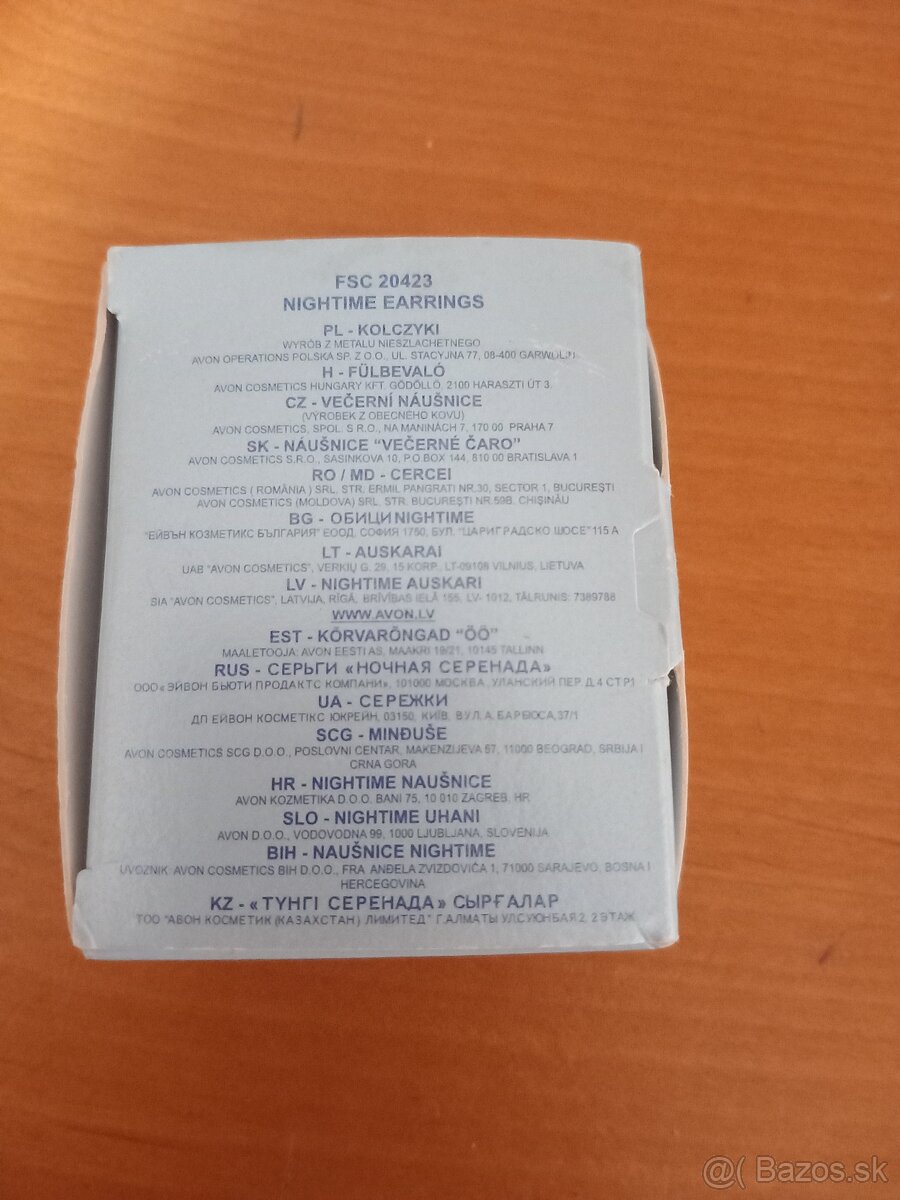 FSC 20423
NIGHTIME EARRINGS
PL - KOLCZYKI
WYRÓB Z METALU NIESZLACHETNEGO
AVON OPERATIONS POLSKA SP. Z O.O., UL. STACYJNA 77, 08-400 GARWOLIN
H - FÜLBEVALÓ
AVON COSMETICS HUNGARY KFT. GÖDÖLLŐ, 2100 HARASZTI ÚT 3.
CZ - VEČERNÍ NÁUŠNICE
(VÝROBEK Z OBECNÉHO KOVU)
AVON COSMETICS, SPOL. S R.O., NA MANINÁCH 7, 170 00 PRAHA 7
SK - NÁUŠNICE "VEČERNÉ ČARO"
AVON COSMETICS S.R.O., SASINKOVA 10, P.O BOX 144, 810 00 BRATISLAVA 1
RO / MD - CERCEI
AVON COSMETICS ( ROMÂNIA ) SRL, STR. ERMIL PANGRATI NR.30, SECTOR 1, BUCUREŞTI
AVON COSMETICS (MOLDOVA) SRL, STR. BUCUREŞTI NR.59B, CHIŞINĂU
BG - ОБИЦИ NIGHTIME
"ЕЙВЪН КОЗМЕТИКС БЪЛГАРИЯ" ЕООД, СОФИЯ 1750, БУЛ. "ЦАРИГРАДСКО ШОСЕ" 115 А
LT - AUSKARAI
UAB "AVON COSMETICS", VERKIŲ G. 29, 15 KORP., LT-09108 VILNIUS, LIETUVA
LV - NIGHTIME AUSKARI
SIA "AVON COSMETICS", LATVIJA, RĪGĀ, BRĪVĪBAS IELĀ 155, LV- 1012, TĀLRUNIS: 7389788
WWW.AVON.LV
EST - KÕRVARÕNGAD "ÖÖ"
MAALETOOJA: AVON EESTI AS, MAAKRI 19/21, 10145 TALLINN
RUS - СЕРЬГИ «НОЧНАЯ СЕРЕНАДА»
ООО «ЭЙВОН БЬЮТИ ПРОДАКТС КОМПАНИ», 101000 МОСКВА, УЛАНСКИЙ ПЕР.Д.4 СТР1
UA - СЕРЕЖКИ
ДП ЕЙВОН КОСМЕТІКС ЮКРЕЙН, 03150, КИЇВ, ВУЛ.А. БАРБЮСА,37/1
SCG - MINĐUŠE
AVON COSMETICS SCG D.O.O., POSLOVNI CENTAR, MAKENZIJEVA 57, 11000 BEOGRAD, SRBIJA I
CRNA GORA
HR - NIGHTIME NAUŠNICE
AVON KOZMETIKA D.O.O. BANI 75, 10 010 ZAGREB, HR
SLO - NIGHTIME UHANI
AVON D.O.O., VODOVODNA 99, 1000 LJUBLJANA, SLOVENIJA
BIH - NAUŠNICE NIGHTIME
UVOZNIK: AVON COSMETICS BIH D.O.O., FRA ANĐELA ZVIZDOVIĆA 1, 71000 SARAJEVO, BOSNA I
HERCEGOVINA
KZ - «ТҮНГІ СЕРЕНАДА» СЫРҒАЛАР
ТОО "АВОН КОСМЕТИК (КАЗАХСТАН) ЛИМИТЕД" Г.АЛМАТЫ УЛ.СУЮНБАЯ 2, 2 ЭТАЖ
@( Bazos.sk